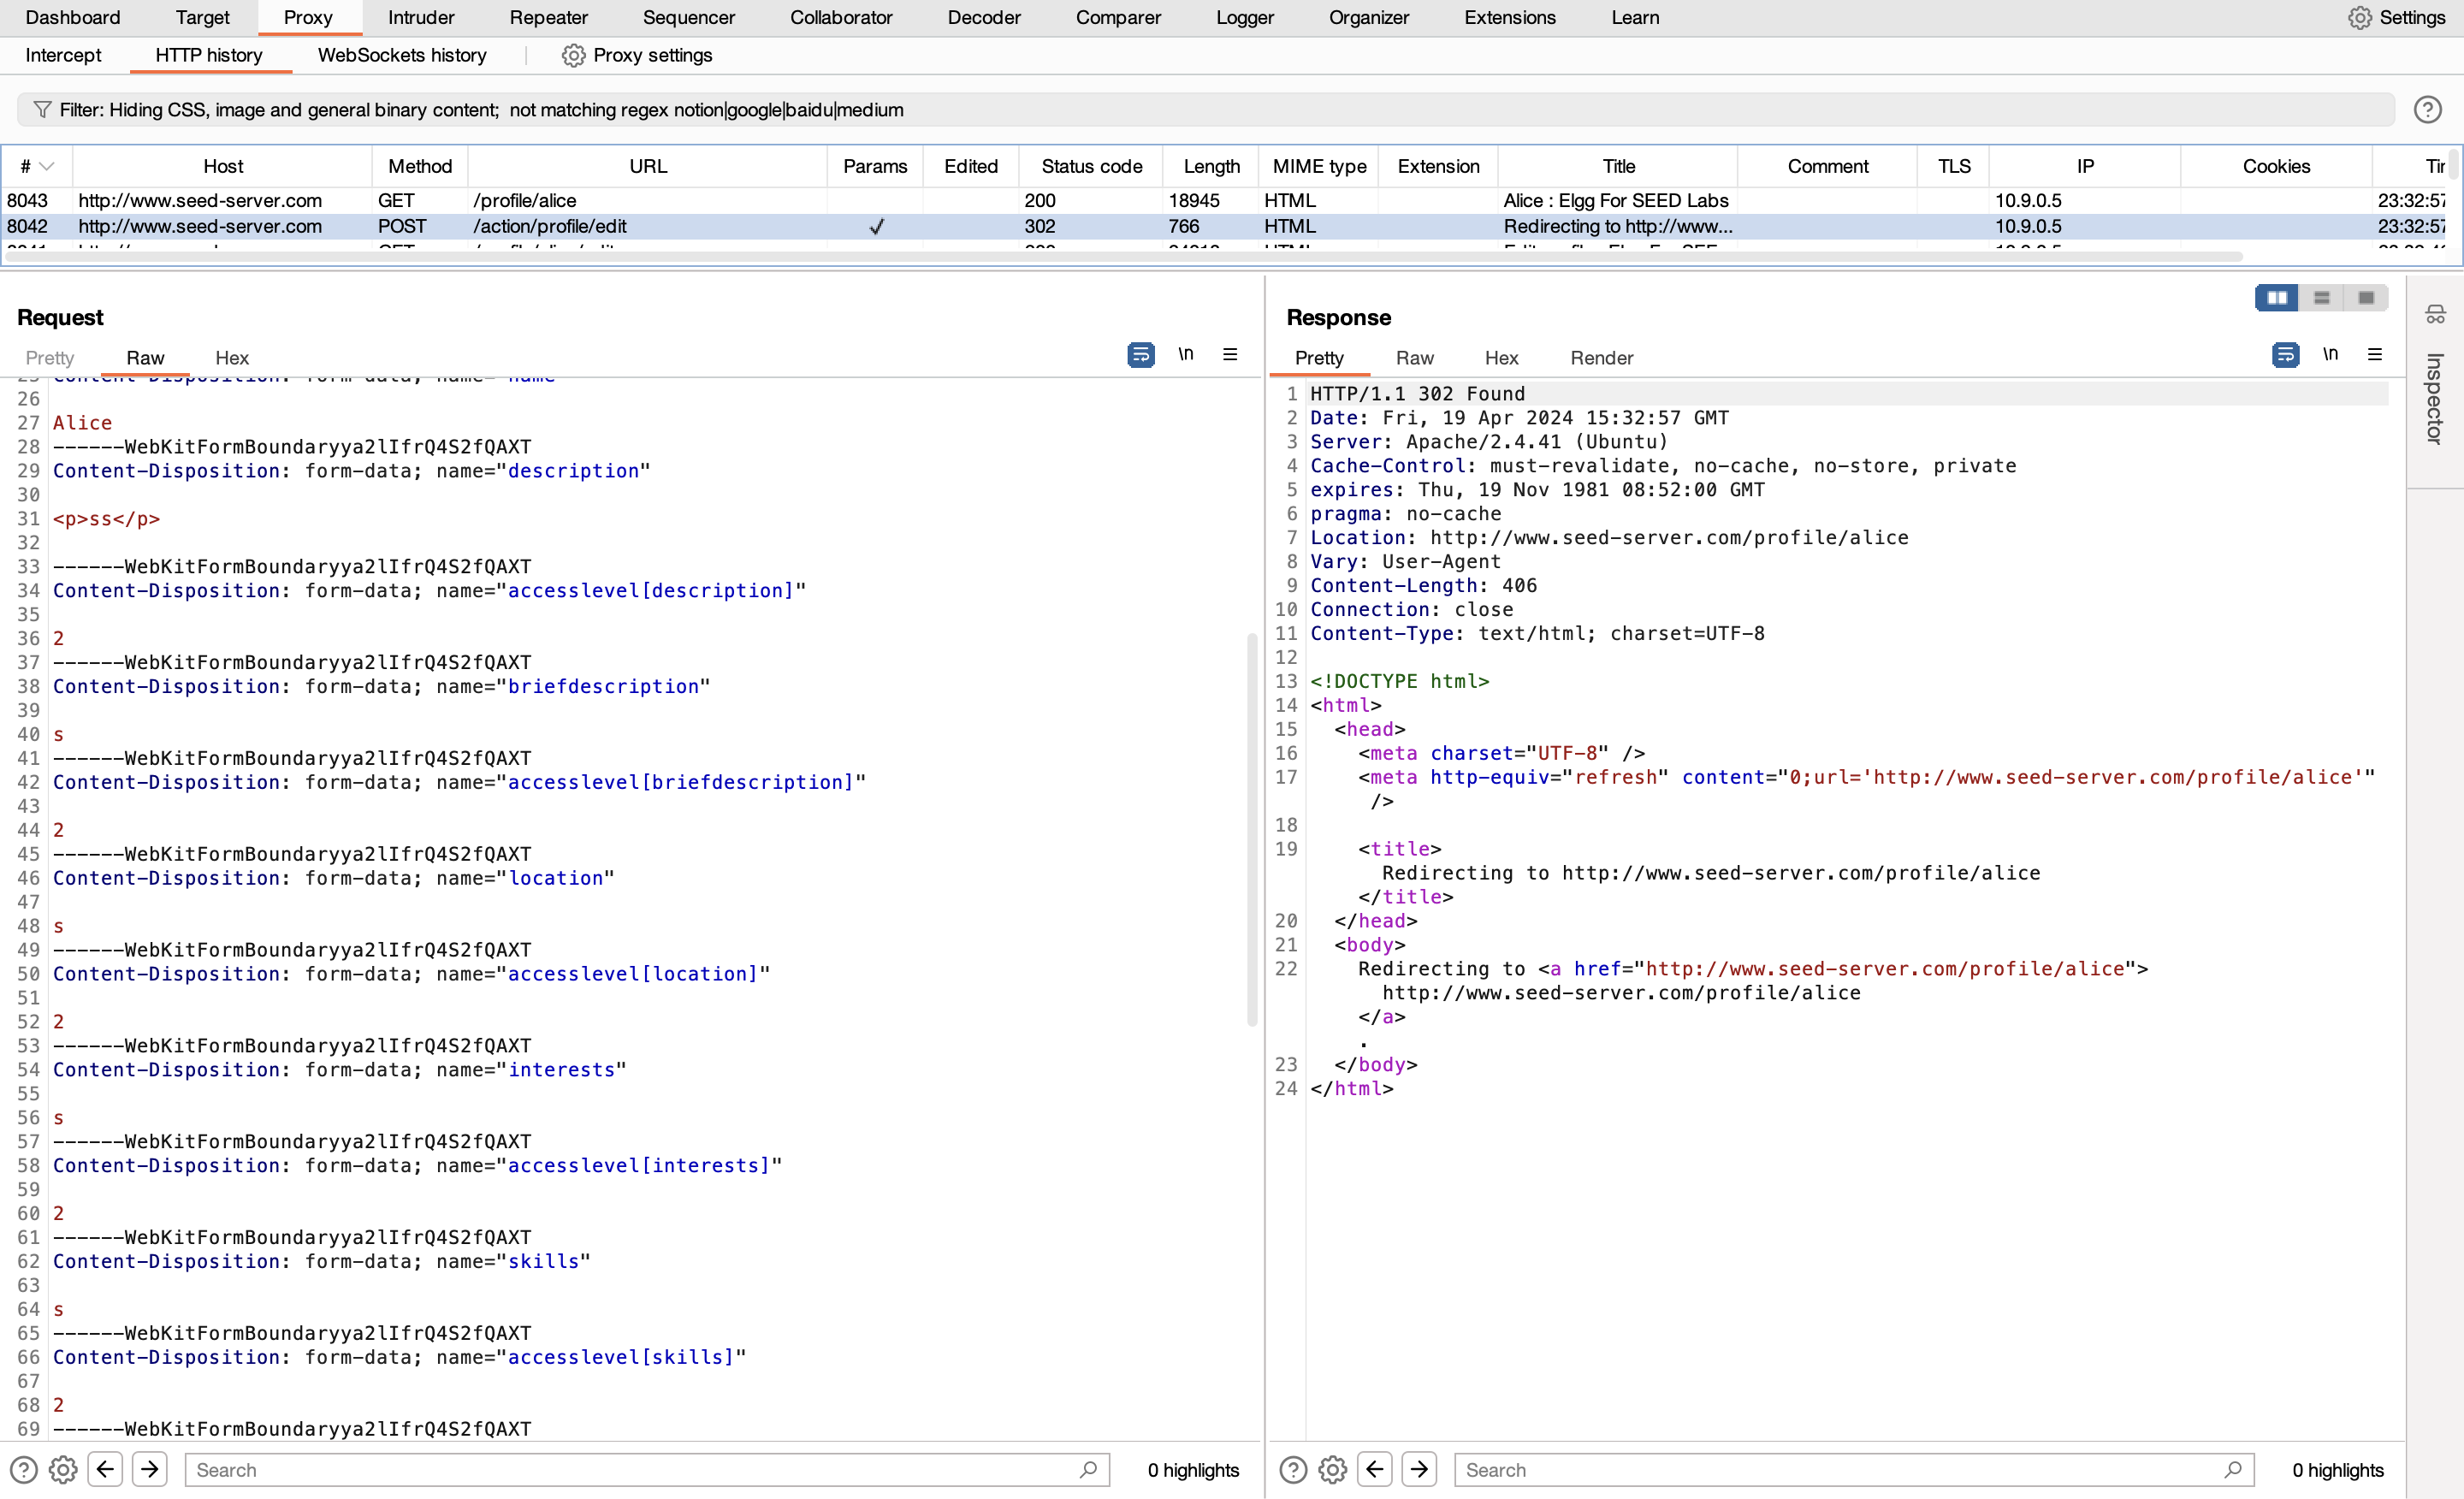 Dashboard Target Proxy Intruder Repeater Sequencer Collaborator Decoder Comparer Logger Organizer Extensions Learn Settings
Intercept HTTP history WebSockets history Proxy settings
Filter: Hiding CSS, image and general binary content; not matching regex notion|google|baidu|medium
# Host Method URL Params Edited Status code Length MIME type Extension Title Comment TLS IP Cookies
8043 http://www.seed-server.com GET /profile/alice 200 18945 HTML Alice : Elgg For SEED Labs 10.9.0.5 23:32:57
8042 http://www.seed-server.com POST /action/profile/edit ✓ 302 766 HTML Redirecting to http://www... 10.9.0.5 23:32:57
Request
Pretty Raw Hex \n
26
27 Alice
28 ------WebKitFormBoundaryya2lIfrQ4S2fQAXT
29 Content-Disposition: form-data; name="description"
30
31 <p>ss</p>
32
33 ------WebKitFormBoundaryya2lIfrQ4S2fQAXT
34 Content-Disposition: form-data; name="accesslevel[description]"
35
36 2
37 ------WebKitFormBoundaryya2lIfrQ4S2fQAXT
38 Content-Disposition: form-data; name="briefdescription"
39
40 s
41 ------WebKitFormBoundaryya2lIfrQ4S2fQAXT
42 Content-Disposition: form-data; name="accesslevel[briefdescription]"
43
44 2
45 ------WebKitFormBoundaryya2lIfrQ4S2fQAXT
46 Content-Disposition: form-data; name="location"
47
48 s
49 ------WebKitFormBoundaryya2lIfrQ4S2fQAXT
50 Content-Disposition: form-data; name="accesslevel[location]"
51
52 2
53 ------WebKitFormBoundaryya2lIfrQ4S2fQAXT
54 Content-Disposition: form-data; name="interests"
55
56 s
57 ------WebKitFormBoundaryya2lIfrQ4S2fQAXT
58 Content-Disposition: form-data; name="accesslevel[interests]"
59
60 2
61 ------WebKitFormBoundaryya2lIfrQ4S2fQAXT
62 Content-Disposition: form-data; name="skills"
63
64 s
65 ------WebKitFormBoundaryya2lIfrQ4S2fQAXT
66 Content-Disposition: form-data; name="accesslevel[skills]"
67
68 2
69 ------WebKitFormBoundaryya2lIfrQ4S2fQAXT
Search 0 highlights
Response
Pretty Raw Hex Render \n
1 HTTP/1.1 302 Found
2 Date: Fri, 19 Apr 2024 15:32:57 GMT
3 Server: Apache/2.4.41 (Ubuntu)
4 Cache-Control: must-revalidate, no-cache, no-store, private
5 expires: Thu, 19 Nov 1981 08:52:00 GMT
6 pragma: no-cache
7 Location: http://www.seed-server.com/profile/alice
8 Vary: User-Agent
9 Content-Length: 406
10 Connection: close
11 Content-Type: text/html; charset=UTF-8
12
13 <!DOCTYPE html>
14 <html>
15 <head>
16 <meta charset="UTF-8" />
17 <meta http-equiv="refresh" content="0;url='http://www.seed-server.com/profile/alice'"
/>
18
19 <title>
Redirecting to http://www.seed-server.com/profile/alice
</title>
20 </head>
21 <body>
22 Redirecting to <a href="http://www.seed-server.com/profile/alice">
http://www.seed-server.com/profile/alice
</a>
.
23 </body>
24 </html>
Search 0 highlights
Inspector